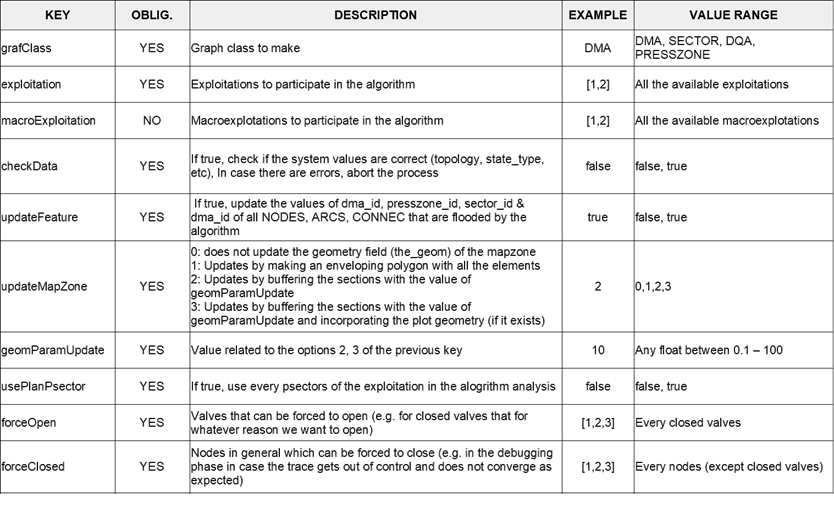 KEY OBLIG. DESCRIPTION EXAMPLE VALUE RANGE
grafClass YES Graph class to make DMA DMA, SECTOR, DQA,
PRESSZONE
exploitation YES Exploitations to participate in the algorithm [1,2] All the available exploitations
macroExploitation NO Macroexplotations to participate in the algorithm [1,2] All the available macroexplotations
checkData YES If true, check if the system values are correct (topology, state_type,
etc), In case there are errors, abort the process false false, true
updateFeature YES If true, update the values of dma_id, presszone_id, sector_id &
dma_id of all NODES, ARCS, CONNEC that are flooded by the
algorithm true false, true
updateMapZone YES 0: does not update the geometry field (the_geom) of the mapzone
1: Updates by making an enveloping polygon with all the elements
2: Updates by buffering the sections with the value of
geomParamUpdate
3: Updates by buffering the sections with the value of
geomParamUpdate and incorporating the plot geometry (if it exists) 2 0,1,2,3
geomParamUpdate YES Value related to the options 2, 3 of the previous key 10 Any float between 0.1 – 100
usePlanPsector YES If true, use every psectors of the exploitation in the alogrithm analysis false false, true
forceOpen YES Valves that can be forced to open (e.g. for closed valves that for
whatever reason we want to open) [1,2,3] Every closed valves
forceClosed YES Nodes in general which can be forced to close (e.g. in the debugging
phase in case the trace gets out of control and does not converge as
expected) [1,2,3] Every nodes (except closed valves)